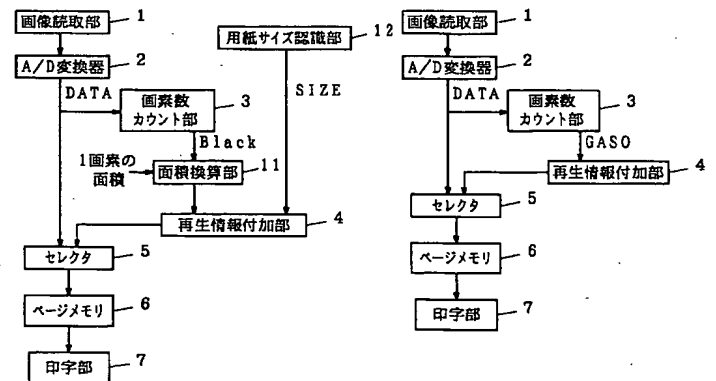 画像読取部 1
A/D変換器 2
DATA
画素数
カウント部 3
Black
1画素の
面積
面積換算部 11
用紙サイズ認識部 12
SIZE
再生情報付加部 4
セレクタ 5
ページメモリ 6
印字部 7
画像読取部 1
A/D変換器 2
DATA
画素数
カウント部 3
GASO
再生情報付加部 4
セレクタ 5
ページメモリ 6
印字部 7